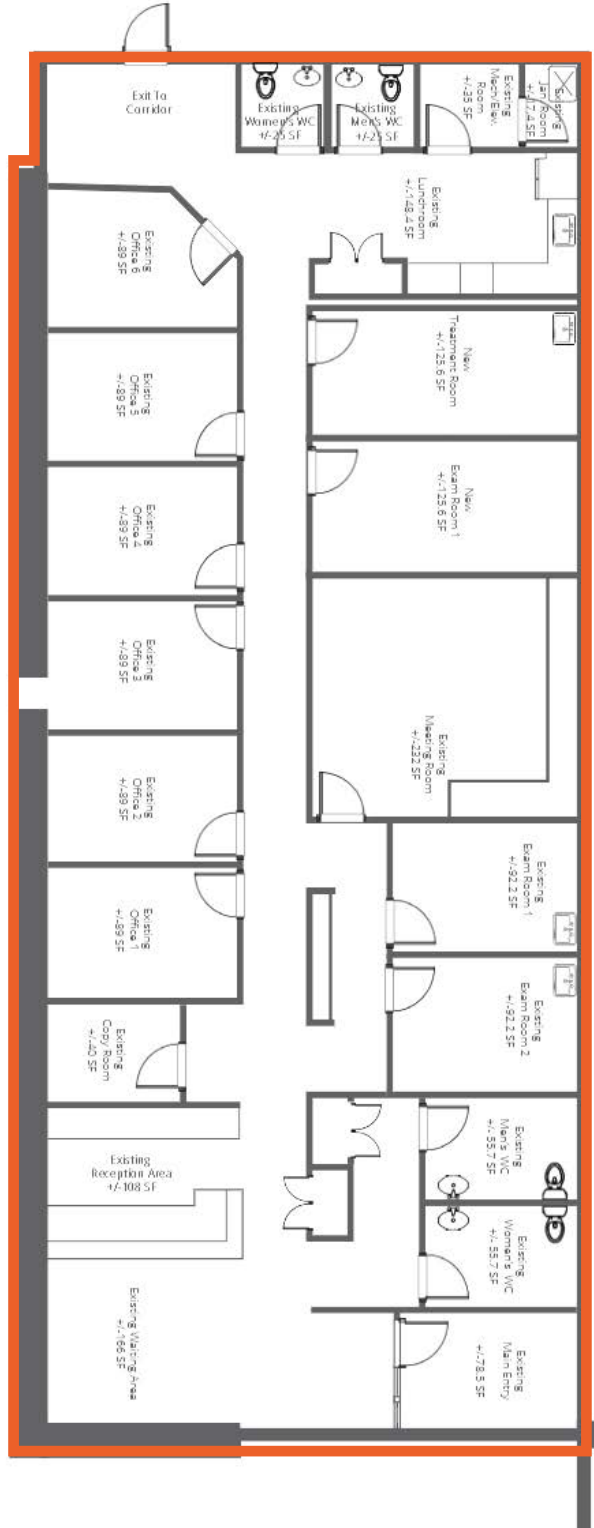 Exit To
Corridor
Existing
Women's WC
+/-25 SF
Existing
Men's WC
+/-25 SF
Existing
Mech/Elev.
Room
+/-35 SF
Existing
Jan. Room
Existing
Lunchroom
+/-148.4 SF
Existing
Office 6
+/-89 SF
New
Treatment Room
+/-125.6 SF
Existing
Office 5
+/-89 SF
New
Exam Room 1
+/-125.6 SF
Existing
Office 4
+/-89 SF
Existing
Office 3
+/-89 SF
Existing
Meeting Room
+/-232 SF
Existing
Office 2
+/-89 SF
Existing
Exam Room 1
+/-92.2 SF
Existing
Office 1
+/-89 SF
Existing
Exam Room 2
+/-92.2 SF
Existing
Copy Room
+/-40 SF
Existing
Men's WC
+/- 55.7 SF
Existing
Reception Area
+/-108 SF
Existing
Women's WC
+/- 55.7 SF
Existing Waiting Area
+/-166 SF
Existing
Main Entry
+/-78.5 SF